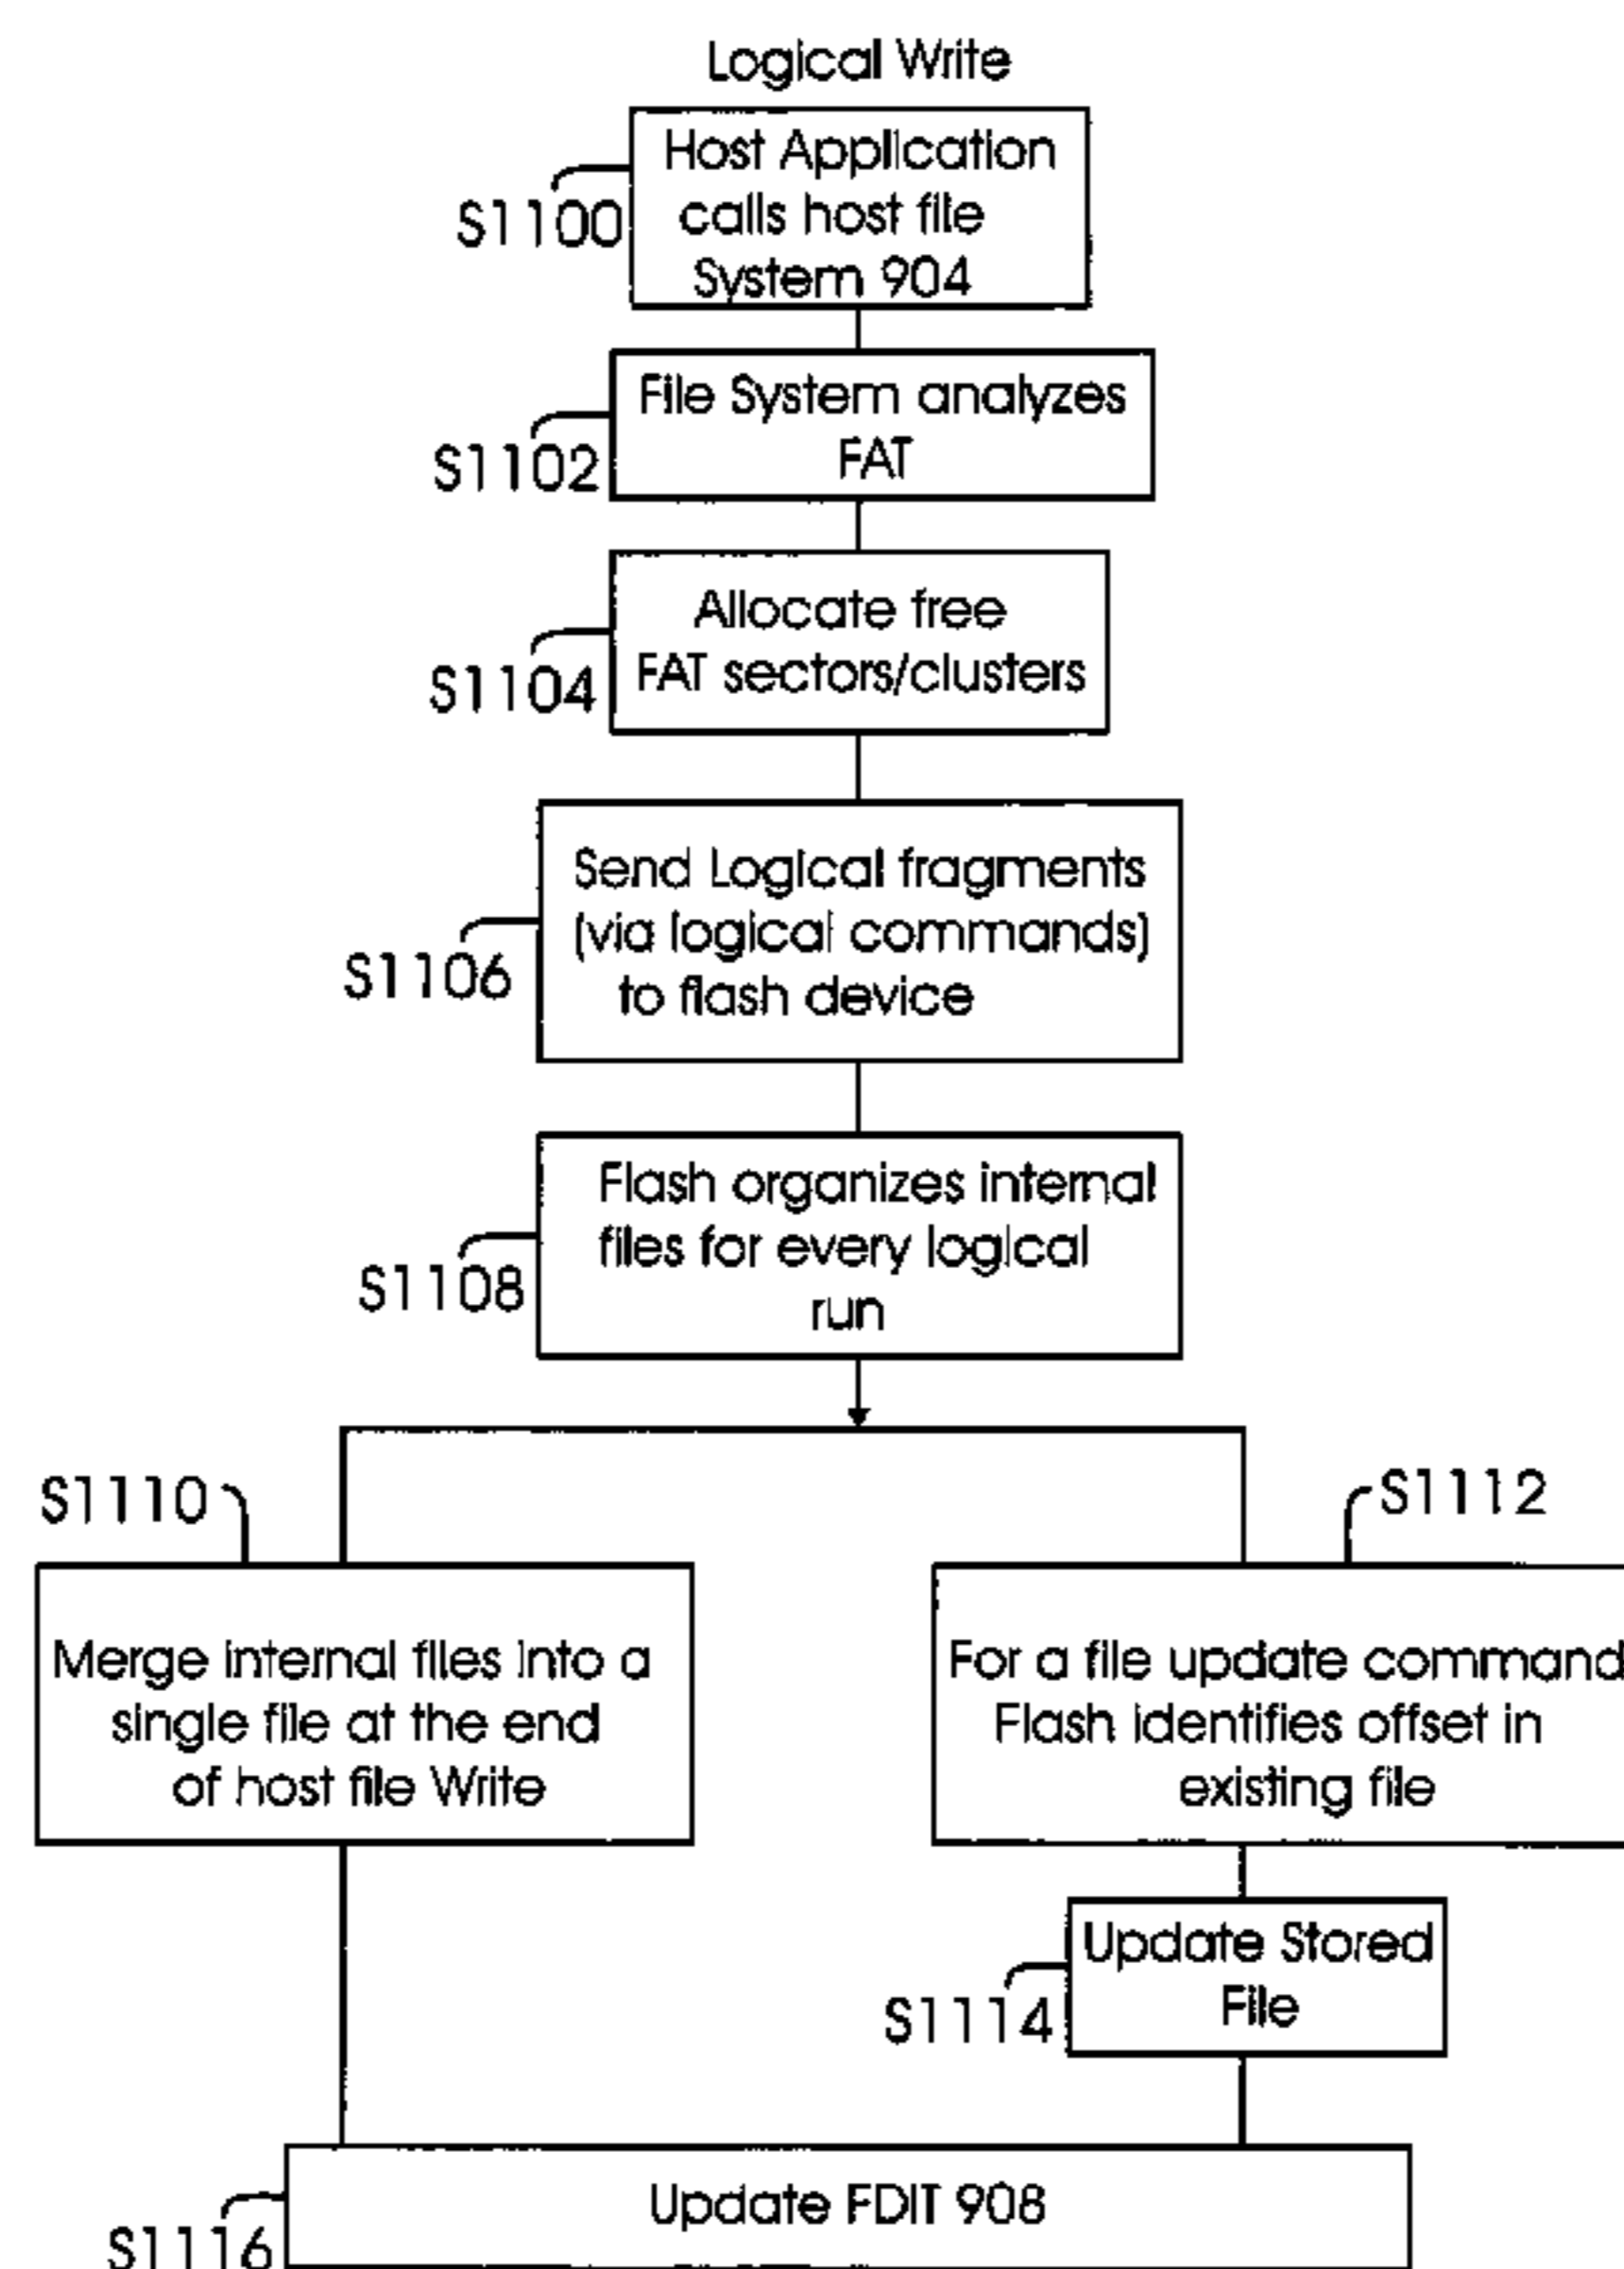 Logical Write
Host Application
calls host file
System 904
S1100
File System analyzes
FAT
S1102
Allocate free
FAT sectors/clusters
S1104
Send Logical fragments
(via logical commands)
to flash device
S1106
Flash organizes internal
files for every logical
run
S1108
S1110
S1112
Merge internal files into a
single file at the end
of host file Write
For a file update command
Flash identifies offset in
existing file
Update Stored
File
S1114
Update FDIT 908
S1116